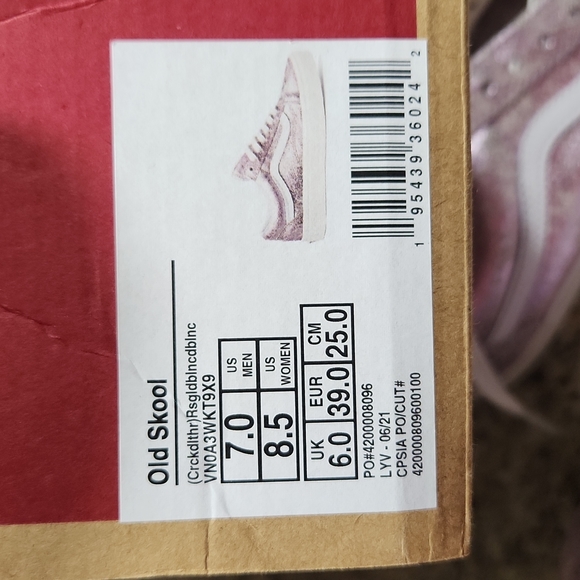 Old Skool
(Crckdlthr)Rsgldblncdblnc
VN0A3WKT9X9
7.0 US MEN
8.5 US WOMEN
UK EUR CM
6.0 39.0 25.0
PO#4200008096
LYV - 06/21
CPSIA PO/CUT#
420000809600100
1 95439 36024 2